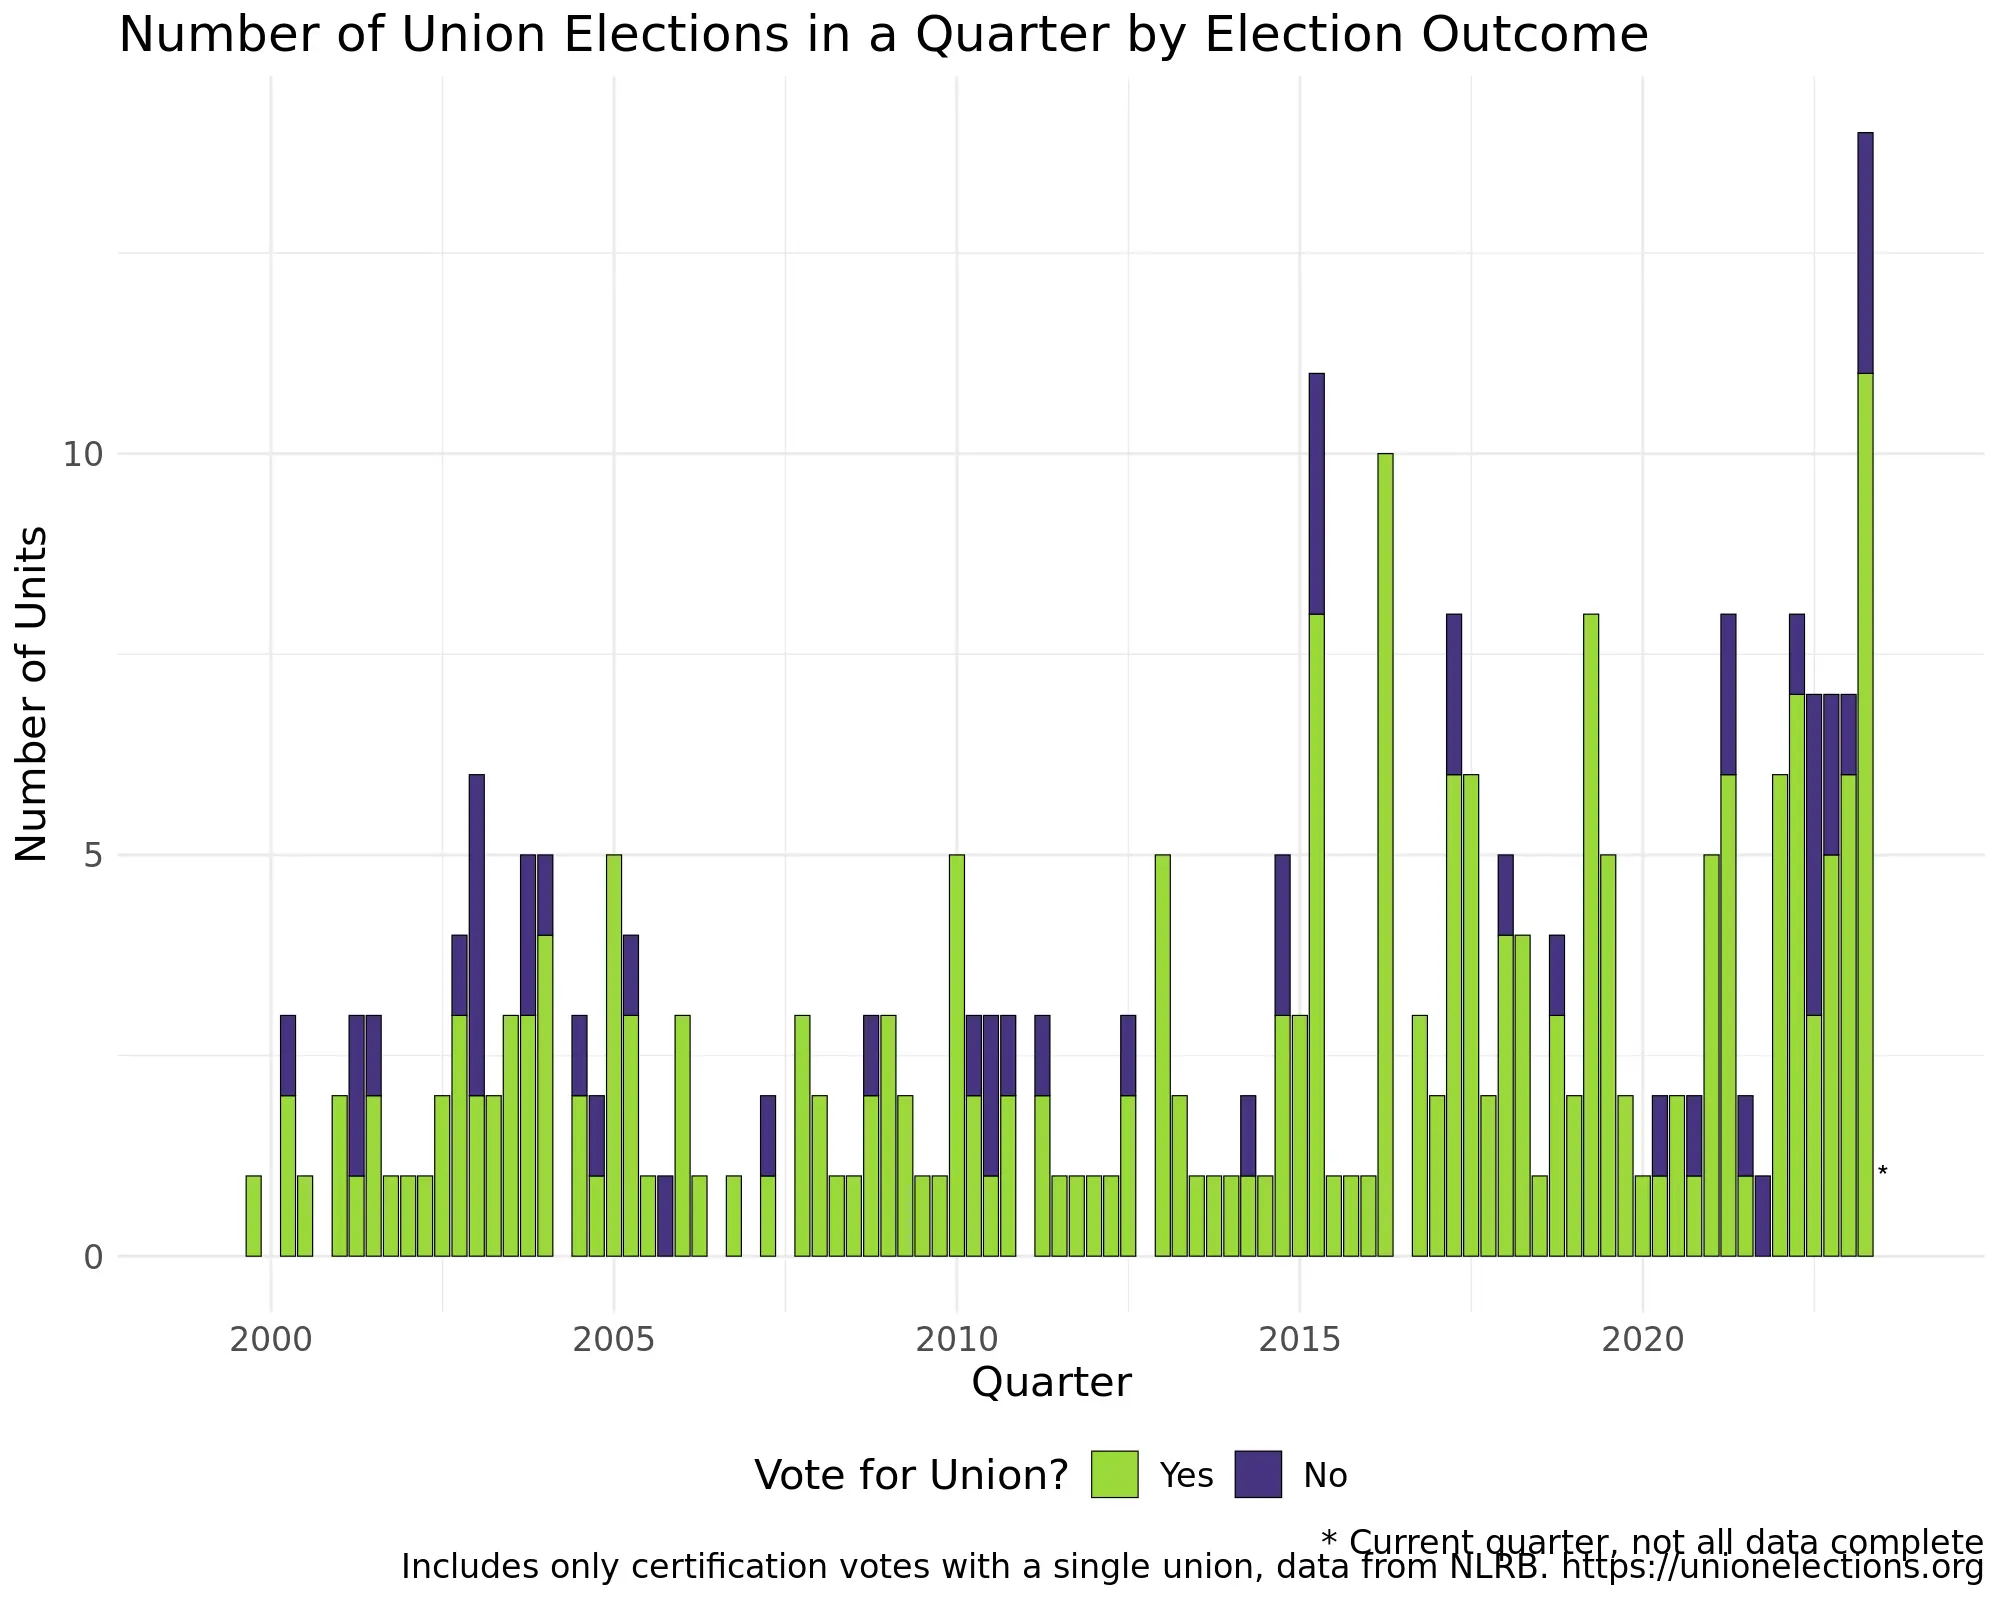 Number of Union Elections in a Quarter by Election Outcome
Number of Units
10
5
0
*
2000 2005 2010 2015 2020
Quarter
Vote for Union? Yes No
* Current quarter, not all data complete
Includes only certification votes with a single union, data from NLRB. https://unionelections.org